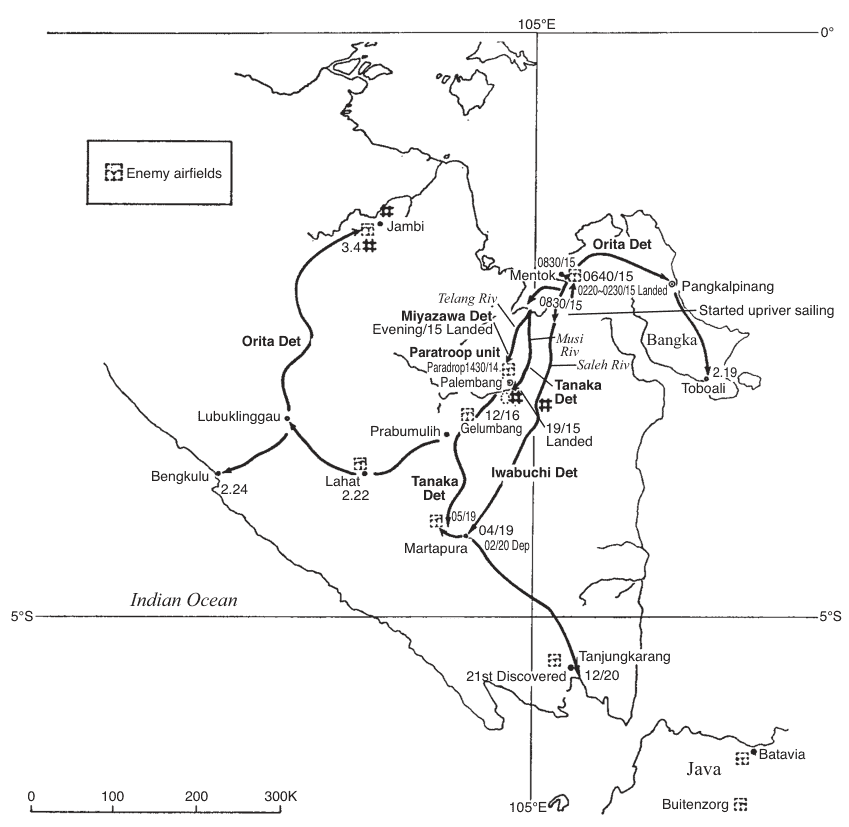 105°E
0°
Enemy airfields
Jambi
3.4
Orita Det
0830/15
Mentok
0640/15
0220~0230/15 Landed
Pangkalpinang
Telang Riv
0830/15
Started upriver sailing
Miyazawa Det
Evening/15 Landed
Musi
Riv
Bangka
Orita Det
Paratroop unit
Paradrop1430/14
Saleh Riv
2.19
Toboali
Palembang
Tanaka
Det
Lubuklinggau
12/16
Gelumbang
19/15
Landed
Prabumulih
Bengkulu
2.24
Lahat
2.22
Tanaka
Det
Iwabuchi Det
05/19
04/19
02/20 Dep
Martapura
Indian Ocean
5°S
5°S
Tanjungkarang
21st Discovered
12/20
Java
Batavia
Buitenzorg
0
100
200
300K
105°E